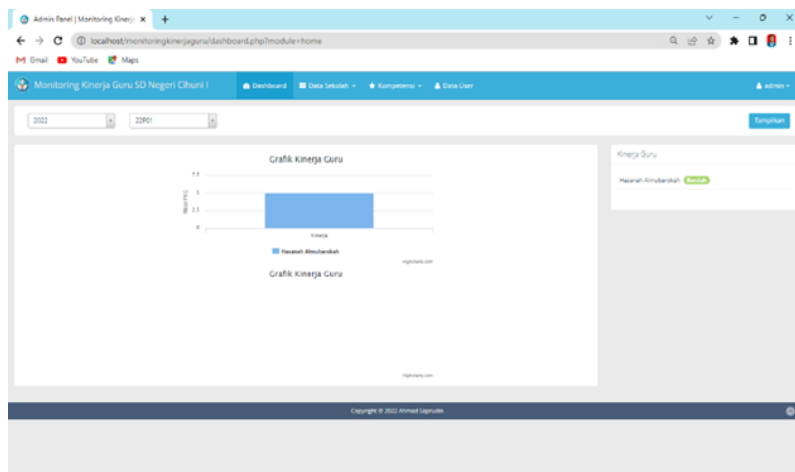 Admin Panel | Monitoring Kinerja
localhost/monitoringkinerjaguru/dashboard.php?module=home
Gmail YouTube Maps
Monitoring Kinerja Guru SD Negeri Cihuni I Dashboard Data Sekolah Kompetensi Data User admin
2022 22P01 Tampilkan
Grafik Kinerja Guru
7.5
5
2.5
0
Kinerja
Hasanah Almubarokah
Highcharts.com
Grafik Kinerja Guru
Highcharts.com
Kinerja Guru
Hasanah Almubarokah Rendah
Copyright © 2022 Ahmad Saprudin